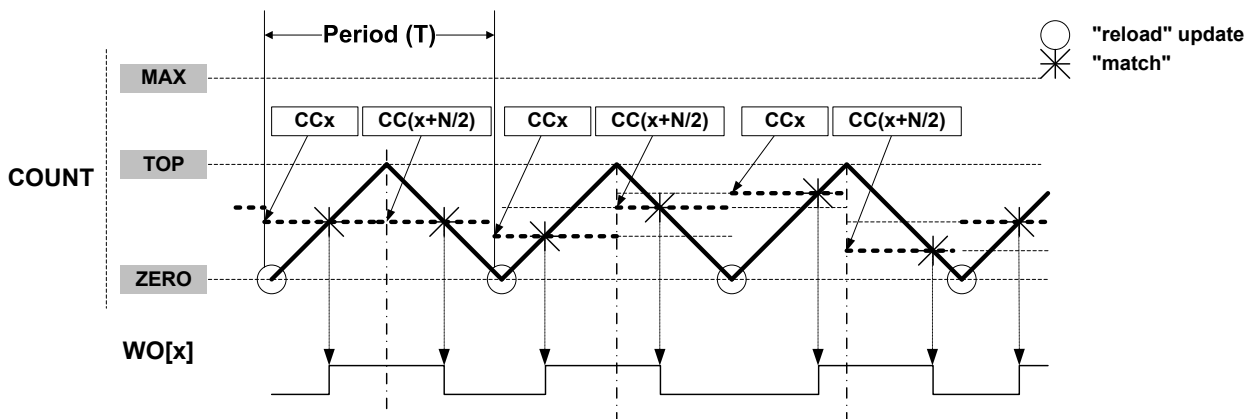 Period (T)
"reload" update
"match"
MAX
CCx CC(x+N/2) CCx CC(x+N/2) CCx CC(x+N/2)
TOP
COUNT
ZERO
WO[x]